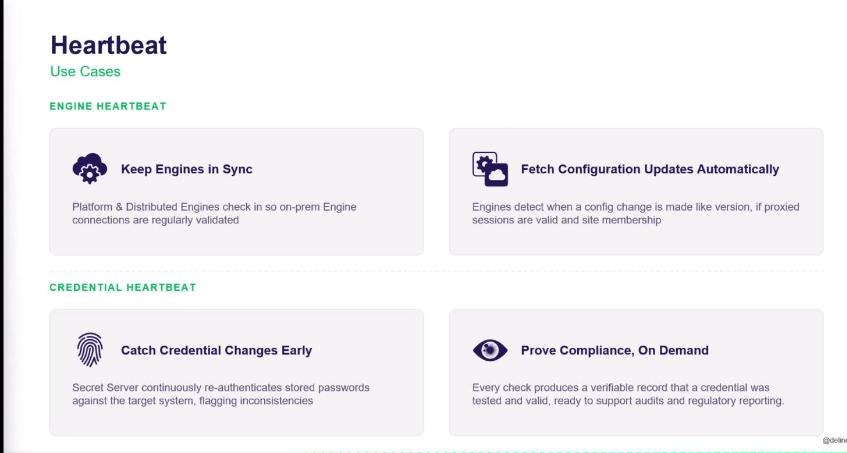 Heartbeat
Use Cases
ENGINE HEARTBEAT
Keep Engines in Sync
Platform & Distributed Engines check in so on-prem Engine
connections are regularly validated
Fetch Configuration Updates Automatically
Engines detect when a config change is made like version, if proxied
sessions are valid and site membership
CREDENTIAL HEARTBEAT
Catch Credential Changes Early
Secret Server continuously re-authenticates stored passwords
against the target system, flagging inconsistencies
Prove Compliance, On Demand
Every check produces a verifiable record that a credential was
tested and valid, ready to support audits and regulatory reporting.